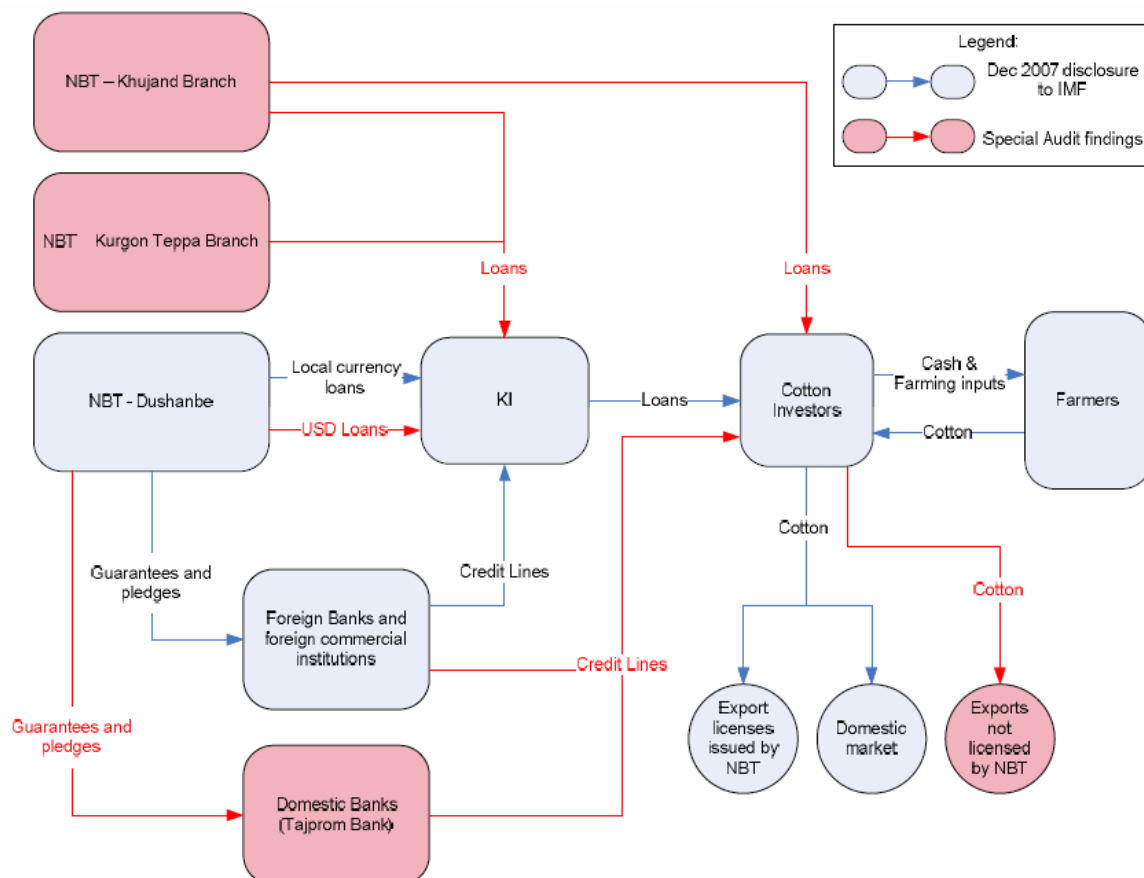 NBT – Khujand Branch
Legend:
Dec 2007 disclosure
to IMF
Special Audit findings
NBT Kurgon Teppa Branch
Loans
Loans
NBT - Dushanbe
Local currency
loans
USD Loans
KI
Loans
Cotton
Investors
Cash &
Farming inputs
Cotton
Farmers
Cotton
Guarantees and
pledges
Credit Lines
Foreign Banks and
foreign commercial
institutions
Cotton
Credit Lines
Guarantees and
pledges
Export
licenses
issued by
NBT
Domestic
market
Exports
not
licensed
by NBT
Domestic Banks
(Tajprom Bank)